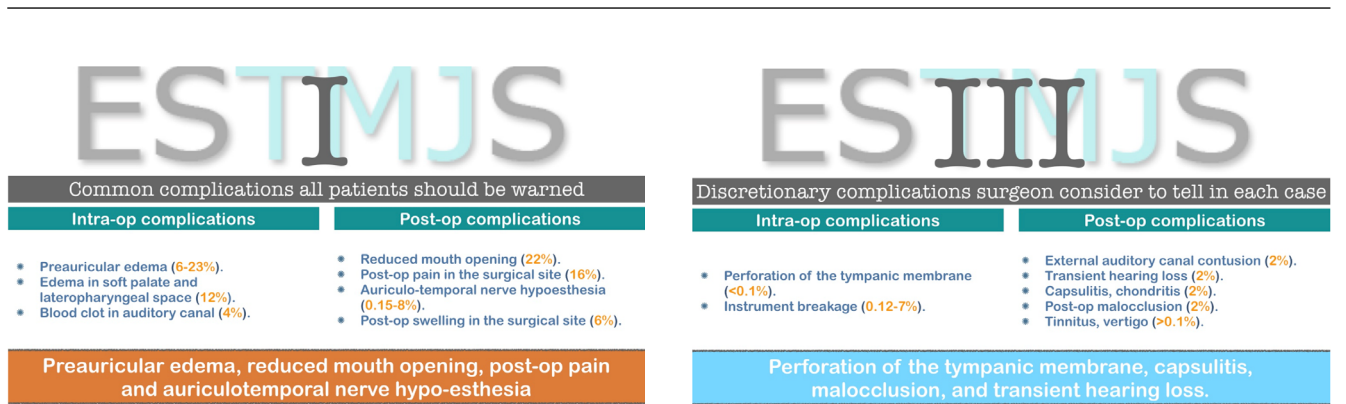 ESTMJS
I
Common complications all patients should be warned
Intra-op complications
Preauricular edema (6-23%).
Edema in soft palate and
lateropharyngeal space (12%).
Blood clot in auditory canal (4%).
Post-op complications
Reduced mouth opening (22%).
Post-op pain in the surgical site (16%).
Auriculo-temporal nerve hypoesthesia
(0.15-8%).
Post-op swelling in the surgical site (6%).
Preauricular edema, reduced mouth opening, post-op pain
and auriculotemporal nerve hypo-esthesia
ESTMJS
III
Discretionary complications surgeon consider to tell in each case
Intra-op complications
Perforation of the tympanic membrane
(<0.1%).
Instrument breakage (0.12-7%).
Post-op complications
External auditory canal contusion (2%).
Transient hearing loss (2%).
Capsulitis, chondritis (2%).
Post-op malocclusion (2%).
Tinnitus, vertigo (>0.1%).
Perforation of the tympanic membrane, capsulitis,
malocclusion, and transient hearing loss.